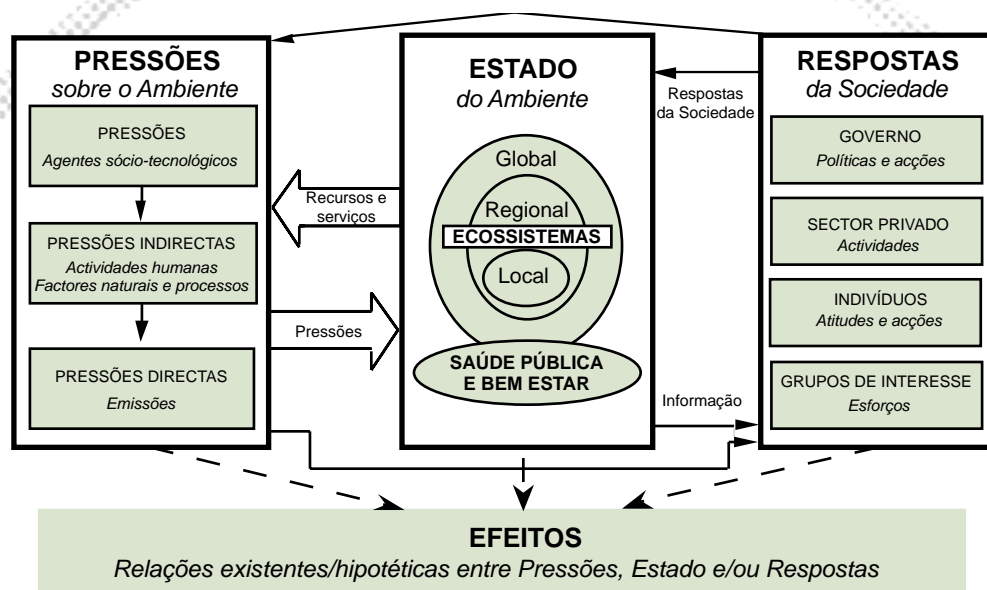 PRESSÕES
sobre o Ambiente
PRESSÕES
Agentes sócio-tecnológicos
PRESSÕES INDIRECTAS
Actividades humanas
Factores naturais e processos
PRESSÕES DIRECTAS
Emissões
Recursos e
serviços
Pressões
ESTADO
do Ambiente
Global
Regional
ECOSSISTEMAS
Local
SAÚDE PÚBLICA
E BEM ESTAR
Respostas
da Sociedade
Informação
RESPOSTAS
da Sociedade
GOVERNO
Políticas e acções
SECTOR PRIVADO
Actividades
INDIVÍDUOS
Atitudes e acções
GRUPOS DE INTERESSE
Esforços
EFEITOS
Relações existentes/hipotéticas entre Pressões, Estado e/ou Respostas